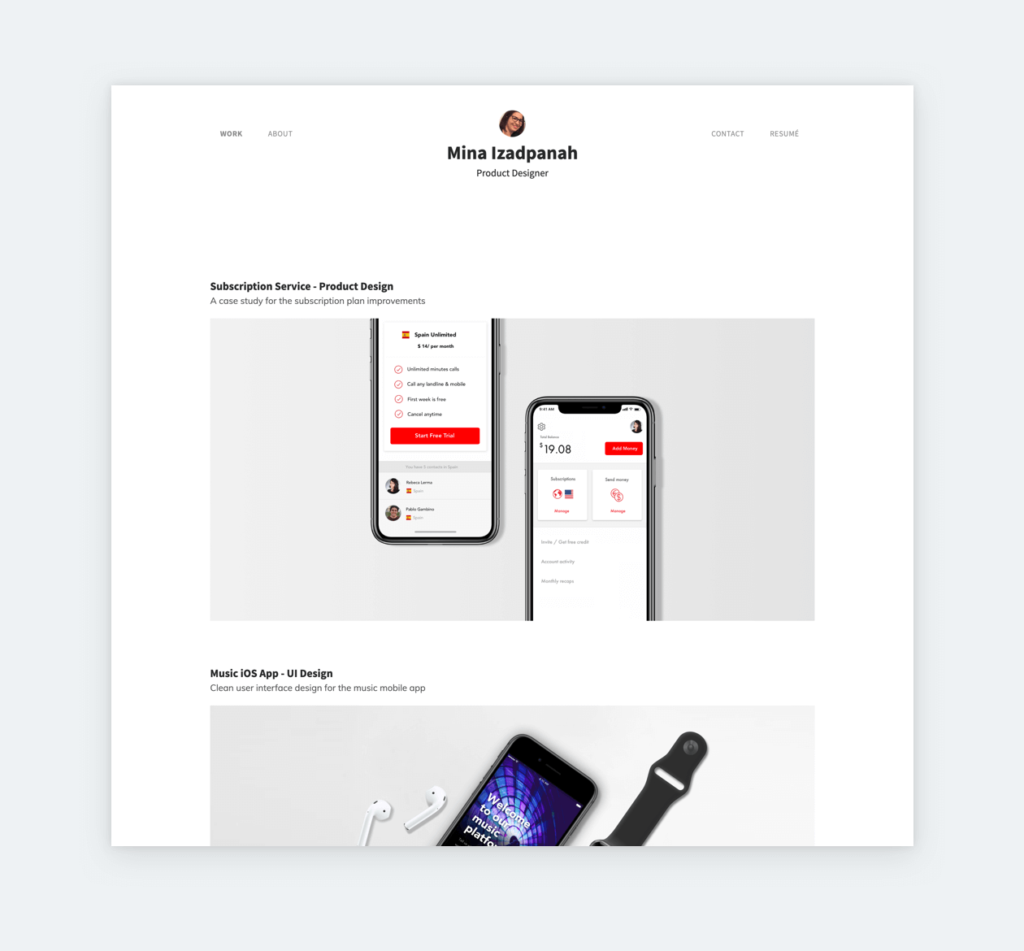 WORK
ABOUT
CONTACT
RESUMÉ
Mina Izadpanah
Product Designer
Subscription Service - Product Design
A case study for the subscription plan improvements
Spain Unlimited
$ 14/ per month
Unlimited minutes calls
Call any landline & mobile
First week is free
Cancel anytime
Start Free Trial
You have 5 contacts in Spain
Rebeca Lerma
Spain
Pablo Gambino
Spain
9:41 AM
Total Balance
$ 19.08
Add Money
Subscriptions
Manage
Send money
Manage
Invite / Get free credit
Account activity
Monthly recaps
Music iOS App - UI Design
Clean user interface design for the music mobile app
Welcome
to our
music